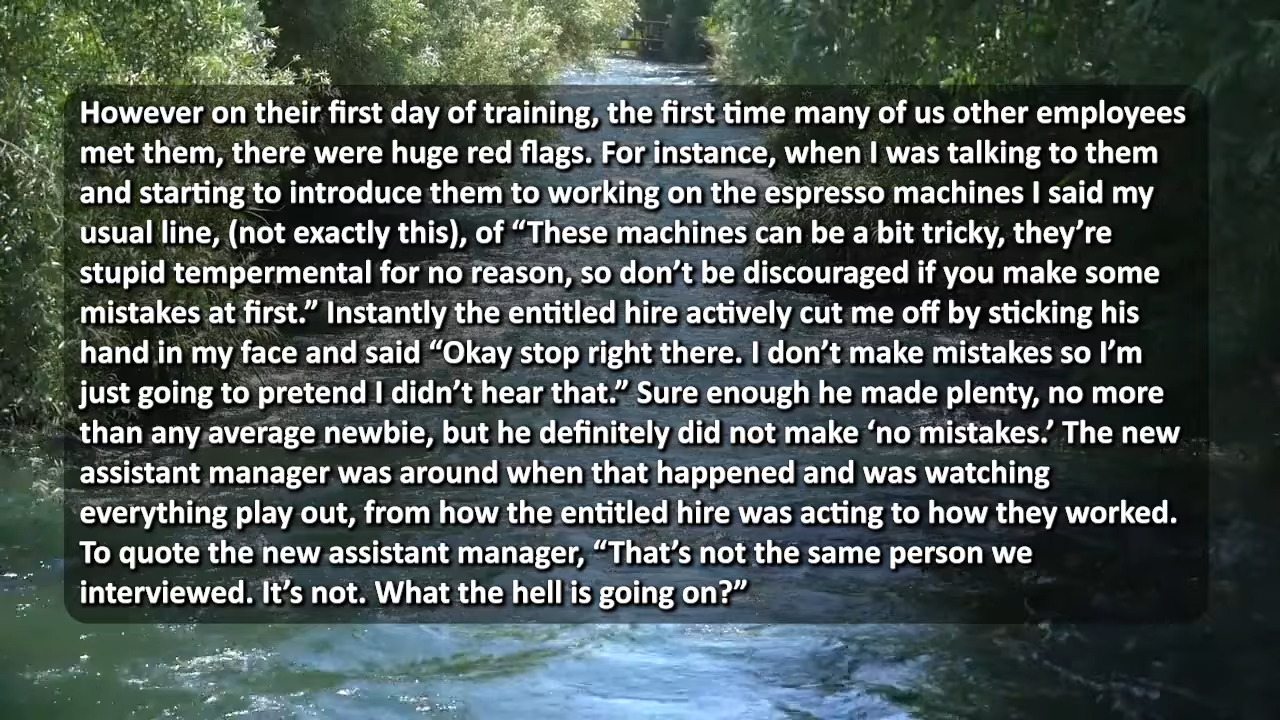 However on their first day of training, the first time many of us other employees
met them, there were huge red flags. For instance, when I was talking to them
and starting to introduce them to working on the espresso machines I said my
usual line, (not exactly this), of “These machines can be a bit tricky, they’re
stupid tempermental for no reason, so don’t be discouraged if you make some
mistakes at first.” Instantly the entitled hire actively cut me off by sticking his
hand in my face and said “Okay stop right there. I don’t make mistakes so I’m
just going to pretend I didn’t hear that.” Sure enough he made plenty, no more
than any average newbie, but he definitely did not make ‘no mistakes.’ The new
assistant manager was around when that happened and was watching
everything play out, from how the entitled hire was acting to how they worked.
To quote the new assistant manager, “That’s not the same person we
interviewed. It’s not. What the hell is going on?”